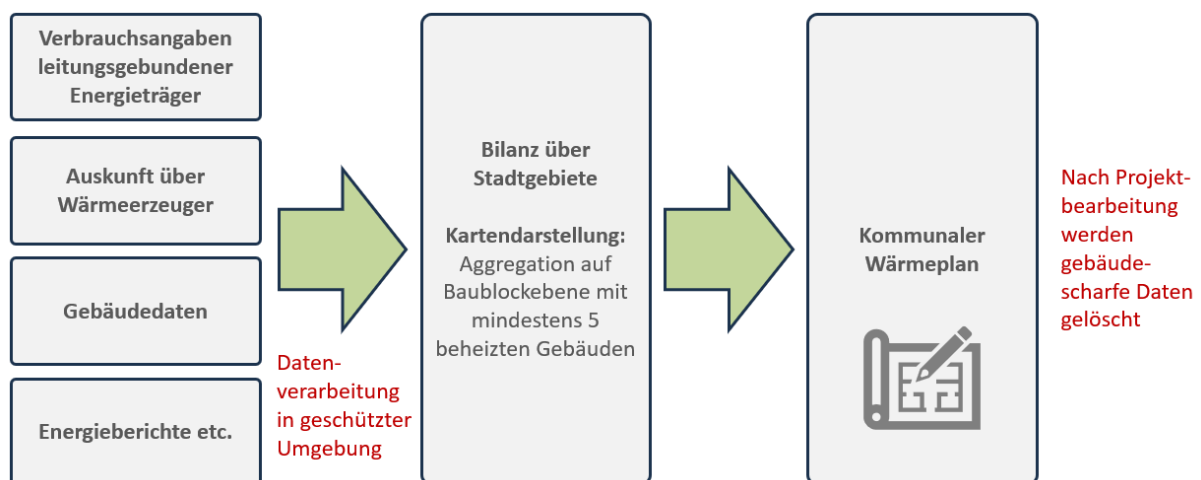 Verbrauchsangaben
leitungsgebundener
Energieträger
Auskunft über
Wärmeerzeuger
Gebäudedaten
Energieberichte etc.
Daten-
verarbeitung
in geschützter
Umgebung
Bilanz über
Stadtgebiete
Kartendarstellung:
Aggregation auf
Baublockebene mit
mindestens 5
beheizten Gebäuden
Kommunaler
Wärmeplan
Nach Projekt-
bearbeitung
werden
gebäude-
scharfe Daten
gelöscht